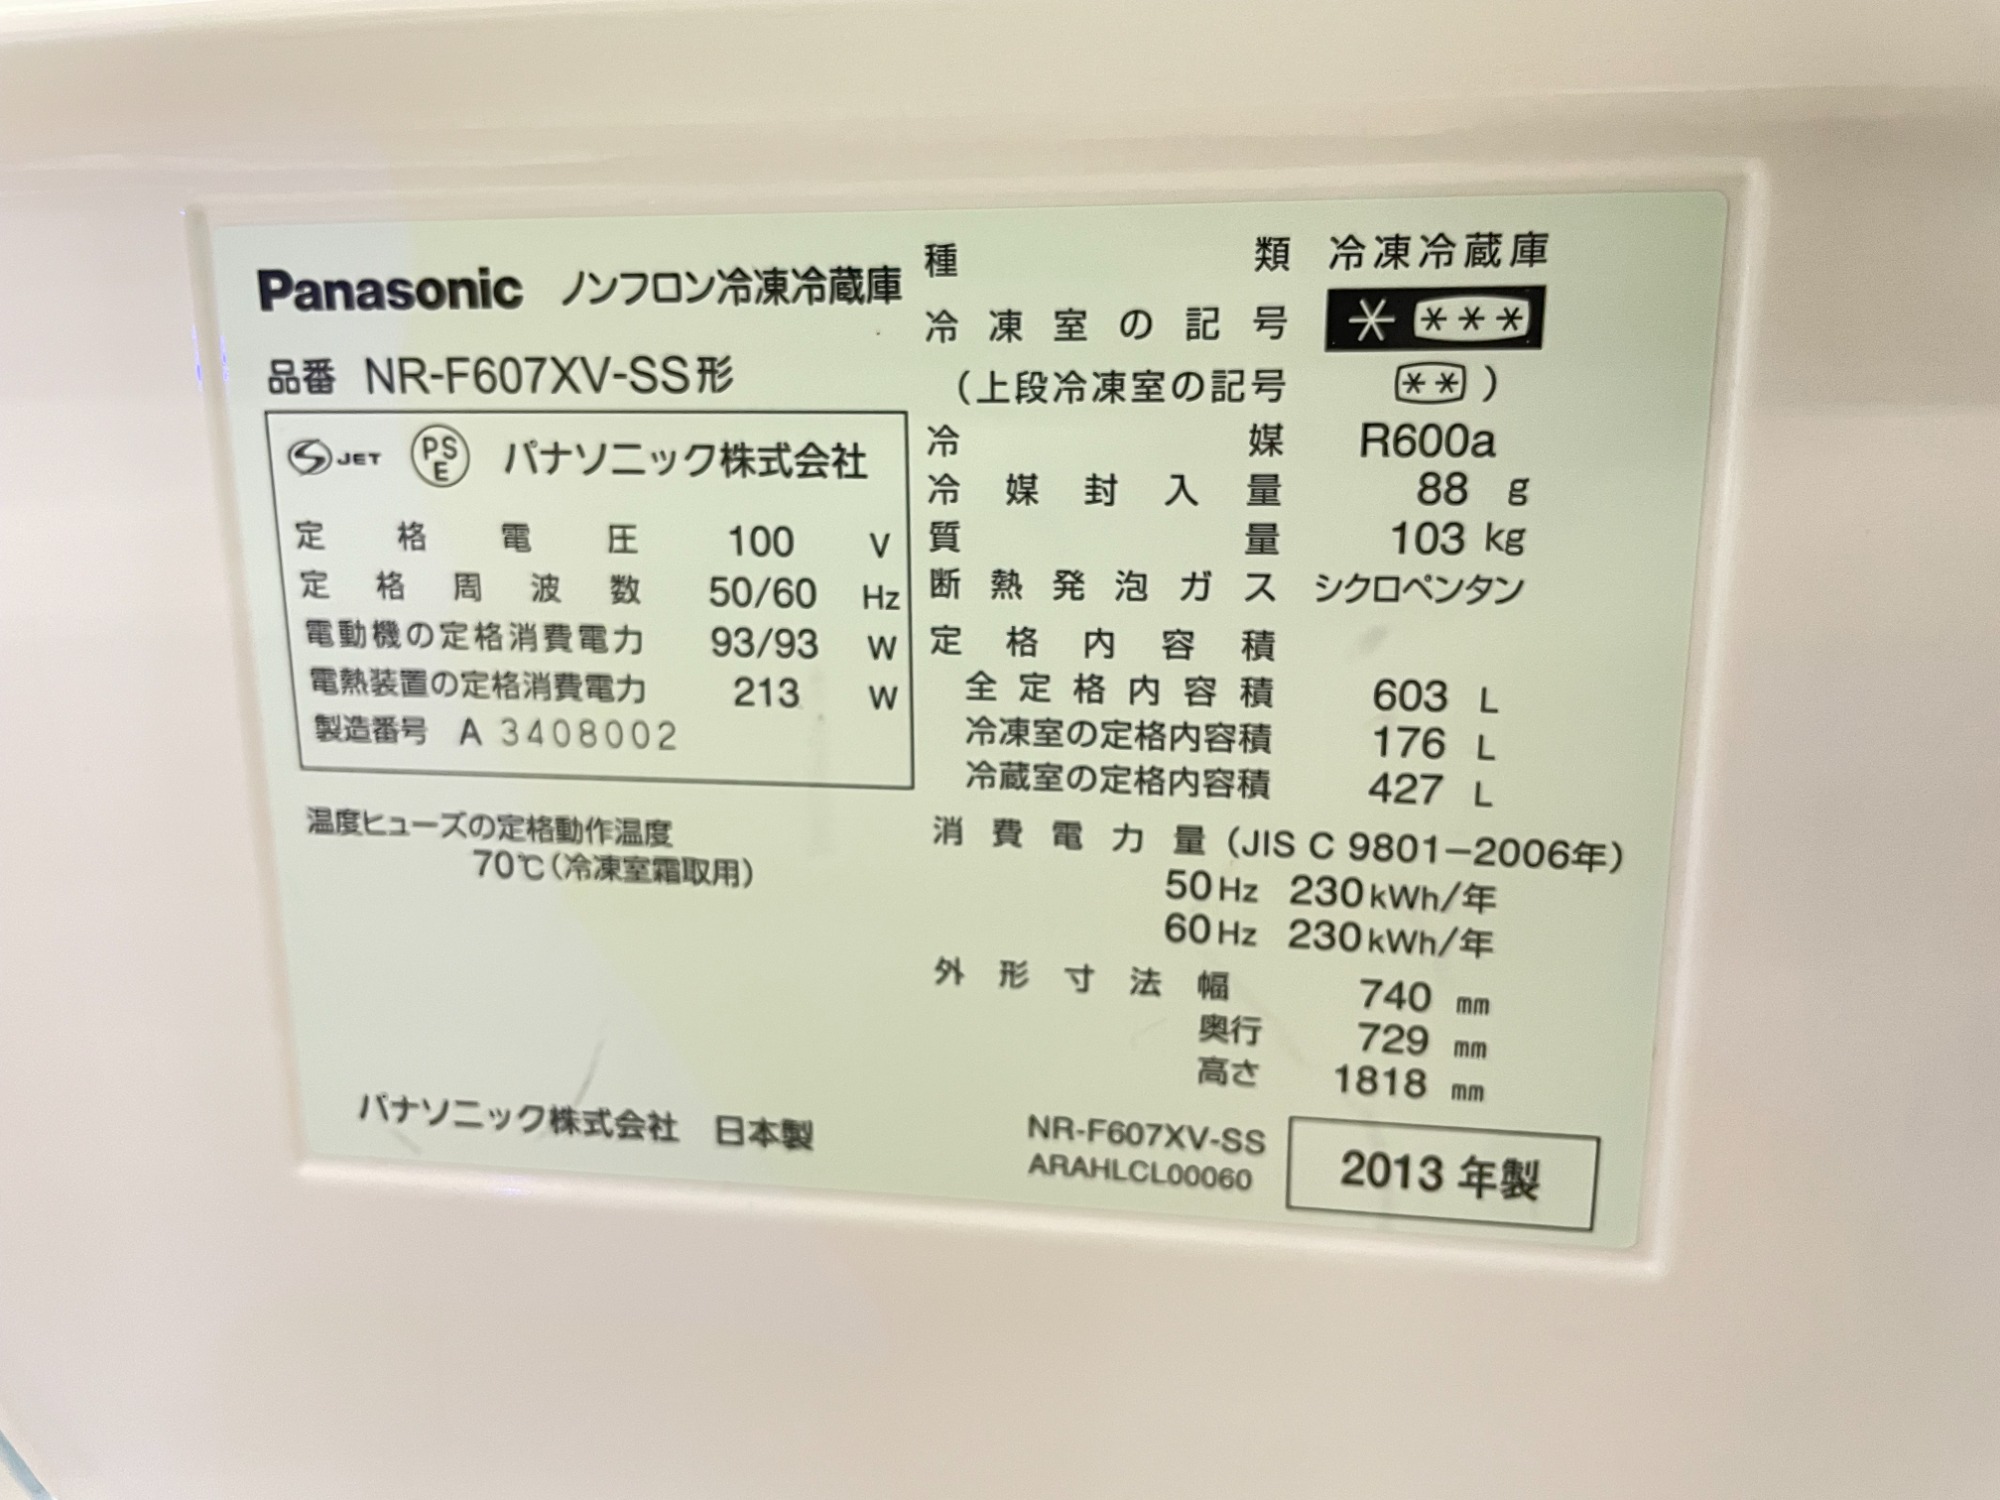 Panasonic ノンフロン冷凍冷蔵庫
品番 NR-F607XV-SS形
JET PSE パナソニック株式会社
定格電圧 100 V
定格周波数 50/60 Hz
電動機の定格消費電力 93/93 W
電熱装置の定格消費電力 213 W
製造番号 A 3408002
温度ヒューズの定格動作温度
70℃(冷凍室霜取用)
パナソニック株式会社 日本製
種類 冷凍冷蔵庫
冷凍室の記号 * ***
(上段冷凍室の記号 **)
冷媒 R600a
冷媒封入量 88 g
質量 103 kg
断熱発泡ガス シクロペンタン
定格内容積
全定格内容積 603 L
冷凍室の定格内容積 176 L
冷蔵室の定格内容積 427 L
消費電力量(JIS C 9801-2006年)
50Hz 230kWh/年
60Hz 230kWh/年
外形寸法幅 740 mm
奥行 729 mm
高さ 1818 mm
NR-F607XV-SS
ARAHLCL00060
2013年製